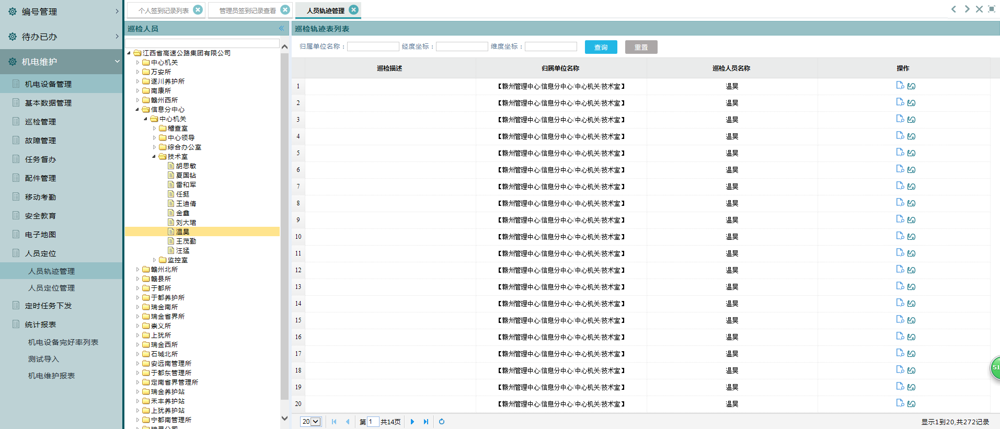 编号管理
待办已办
机电维护
机电设备管理
基本数据管理
巡检管理
故障管理
任务督办
配件管理
移动考勤
安全教育
电子地图
人员定位
人员轨迹管理
人员定位管理
定时任务下发
统计报表
机电设备完好率列表
测试导入
机电维护报表
个人签到记录列表
管理员签到记录查看
人员轨迹管理
巡检人员
江西省高速公路集团有限公司
中心机关
万安所
遂川养护所
南康所
赣州西所
信息分中心
中心机关
稽查室
中心领导
综合办公室
技术室
胡思敏
夏国钻
雷和军
任挺
王迪倩
金鑫
刘大珺
温昊
王茂勤
汪猛
监控室
赣州北所
赣县所
于都所
于都养护所
瑞金南所
瑞金省界所
崇义所
上犹所
瑞金西所
石城北所
安远南管理所
于都东管理所
定南省界管理所
瑞金养护站
禾丰养护站
上犹养护站
宁都南管理所
巡检轨迹表列表
归属单位名称： 经度坐标： 维度坐标： 查询 重置
巡检描述 归属单位名称 巡检人员名称 操作
1 【赣州管理中心/信息分中心/中心机关/技术室】 温昊
2 【赣州管理中心/信息分中心/中心机关/技术室】 温昊
3 【赣州管理中心/信息分中心/中心机关/技术室】 温昊
4 【赣州管理中心/信息分中心/中心机关/技术室】 温昊
5 【赣州管理中心/信息分中心/中心机关/技术室】 温昊
6 【赣州管理中心/信息分中心/中心机关/技术室】 温昊
7 【赣州管理中心/信息分中心/中心机关/技术室】 温昊
8 【赣州管理中心/信息分中心/中心机关/技术室】 温昊
9 【赣州管理中心/信息分中心/中心机关/技术室】 温昊
10 【赣州管理中心/信息分中心/中心机关/技术室】 温昊
11 【赣州管理中心/信息分中心/中心机关/技术室】 温昊
12 【赣州管理中心/信息分中心/中心机关/技术室】 温昊
13 【赣州管理中心/信息分中心/中心机关/技术室】 温昊
14 【赣州管理中心/信息分中心/中心机关/技术室】 温昊
15 【赣州管理中心/信息分中心/中心机关/技术室】 温昊
16 【赣州管理中心/信息分中心/中心机关/技术室】 温昊
17 【赣州管理中心/信息分中心/中心机关/技术室】 温昊
18 【赣州管理中心/信息分中心/中心机关/技术室】 温昊
19 【赣州管理中心/信息分中心/中心机关/技术室】 温昊
20 【赣州管理中心/信息分中心/中心机关/技术室】 温昊
20 第 1 共14页 显示1到20,共272记录
51